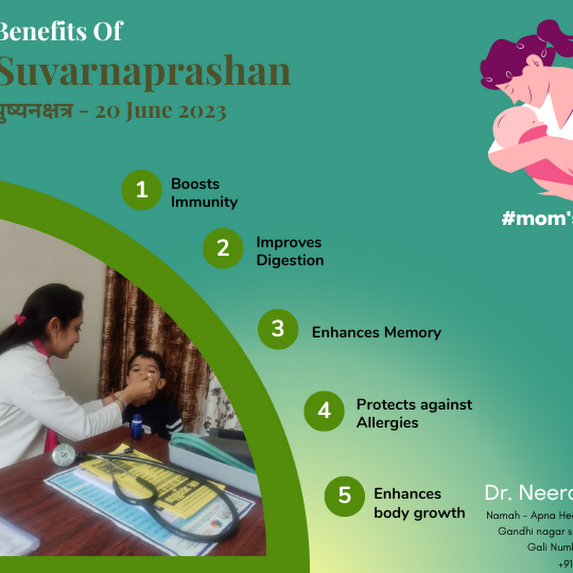 Benefits Of
Suvarnaprashan
पुष्यनक्षत्र - 20 June 2023
1 Boosts
Immunity
2 Improves
Digestion
3 Enhances Memory
4 Protects against
Allergies
5 Enhances
body growth
#mom's
Dr. Neer
Namah - Apna He
Gandhi nagar s
Gali Num
+91